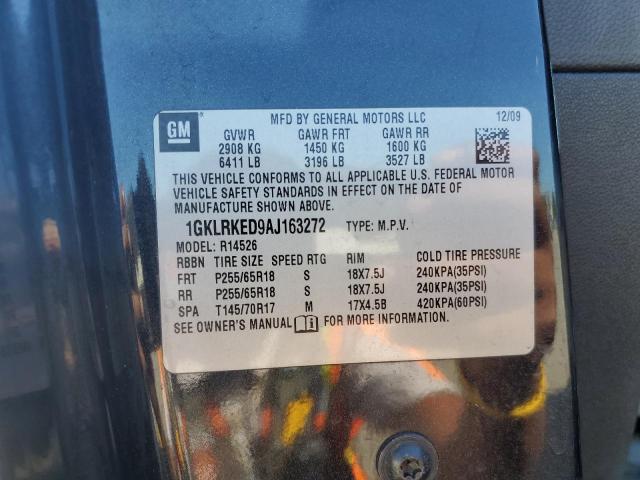 GM
MFD BY GENERAL MOTORS LLC 12/09
GVWR GAWR FRT GAWR RR
2908 KG 1450 KG 1600 KG
6411 LB 3196 LB 3527 LB
THIS VEHICLE CONFORMS TO ALL APPLICABLE U.S. FEDERAL MOTOR
VEHICLE SAFETY STANDARDS IN EFFECT ON THE DATE OF
MANUFACTURE SHOWN ABOVE.
1GKLRKED9AJ163272 TYPE: M.P.V.
MODEL: R14526
RBBN TIRE SIZE SPEED RTG RIM COLD TIRE PRESSURE
FRT P255/65R18 S 18X7.5J 240KPA(35PSI)
RR P255/65R18 S 18X7.5J 240KPA(35PSI)
SPA T145/70R17 M 17X4.5B 420KPA(60PSI)
SEE OWNER'S MANUAL FOR MORE INFORMATION.